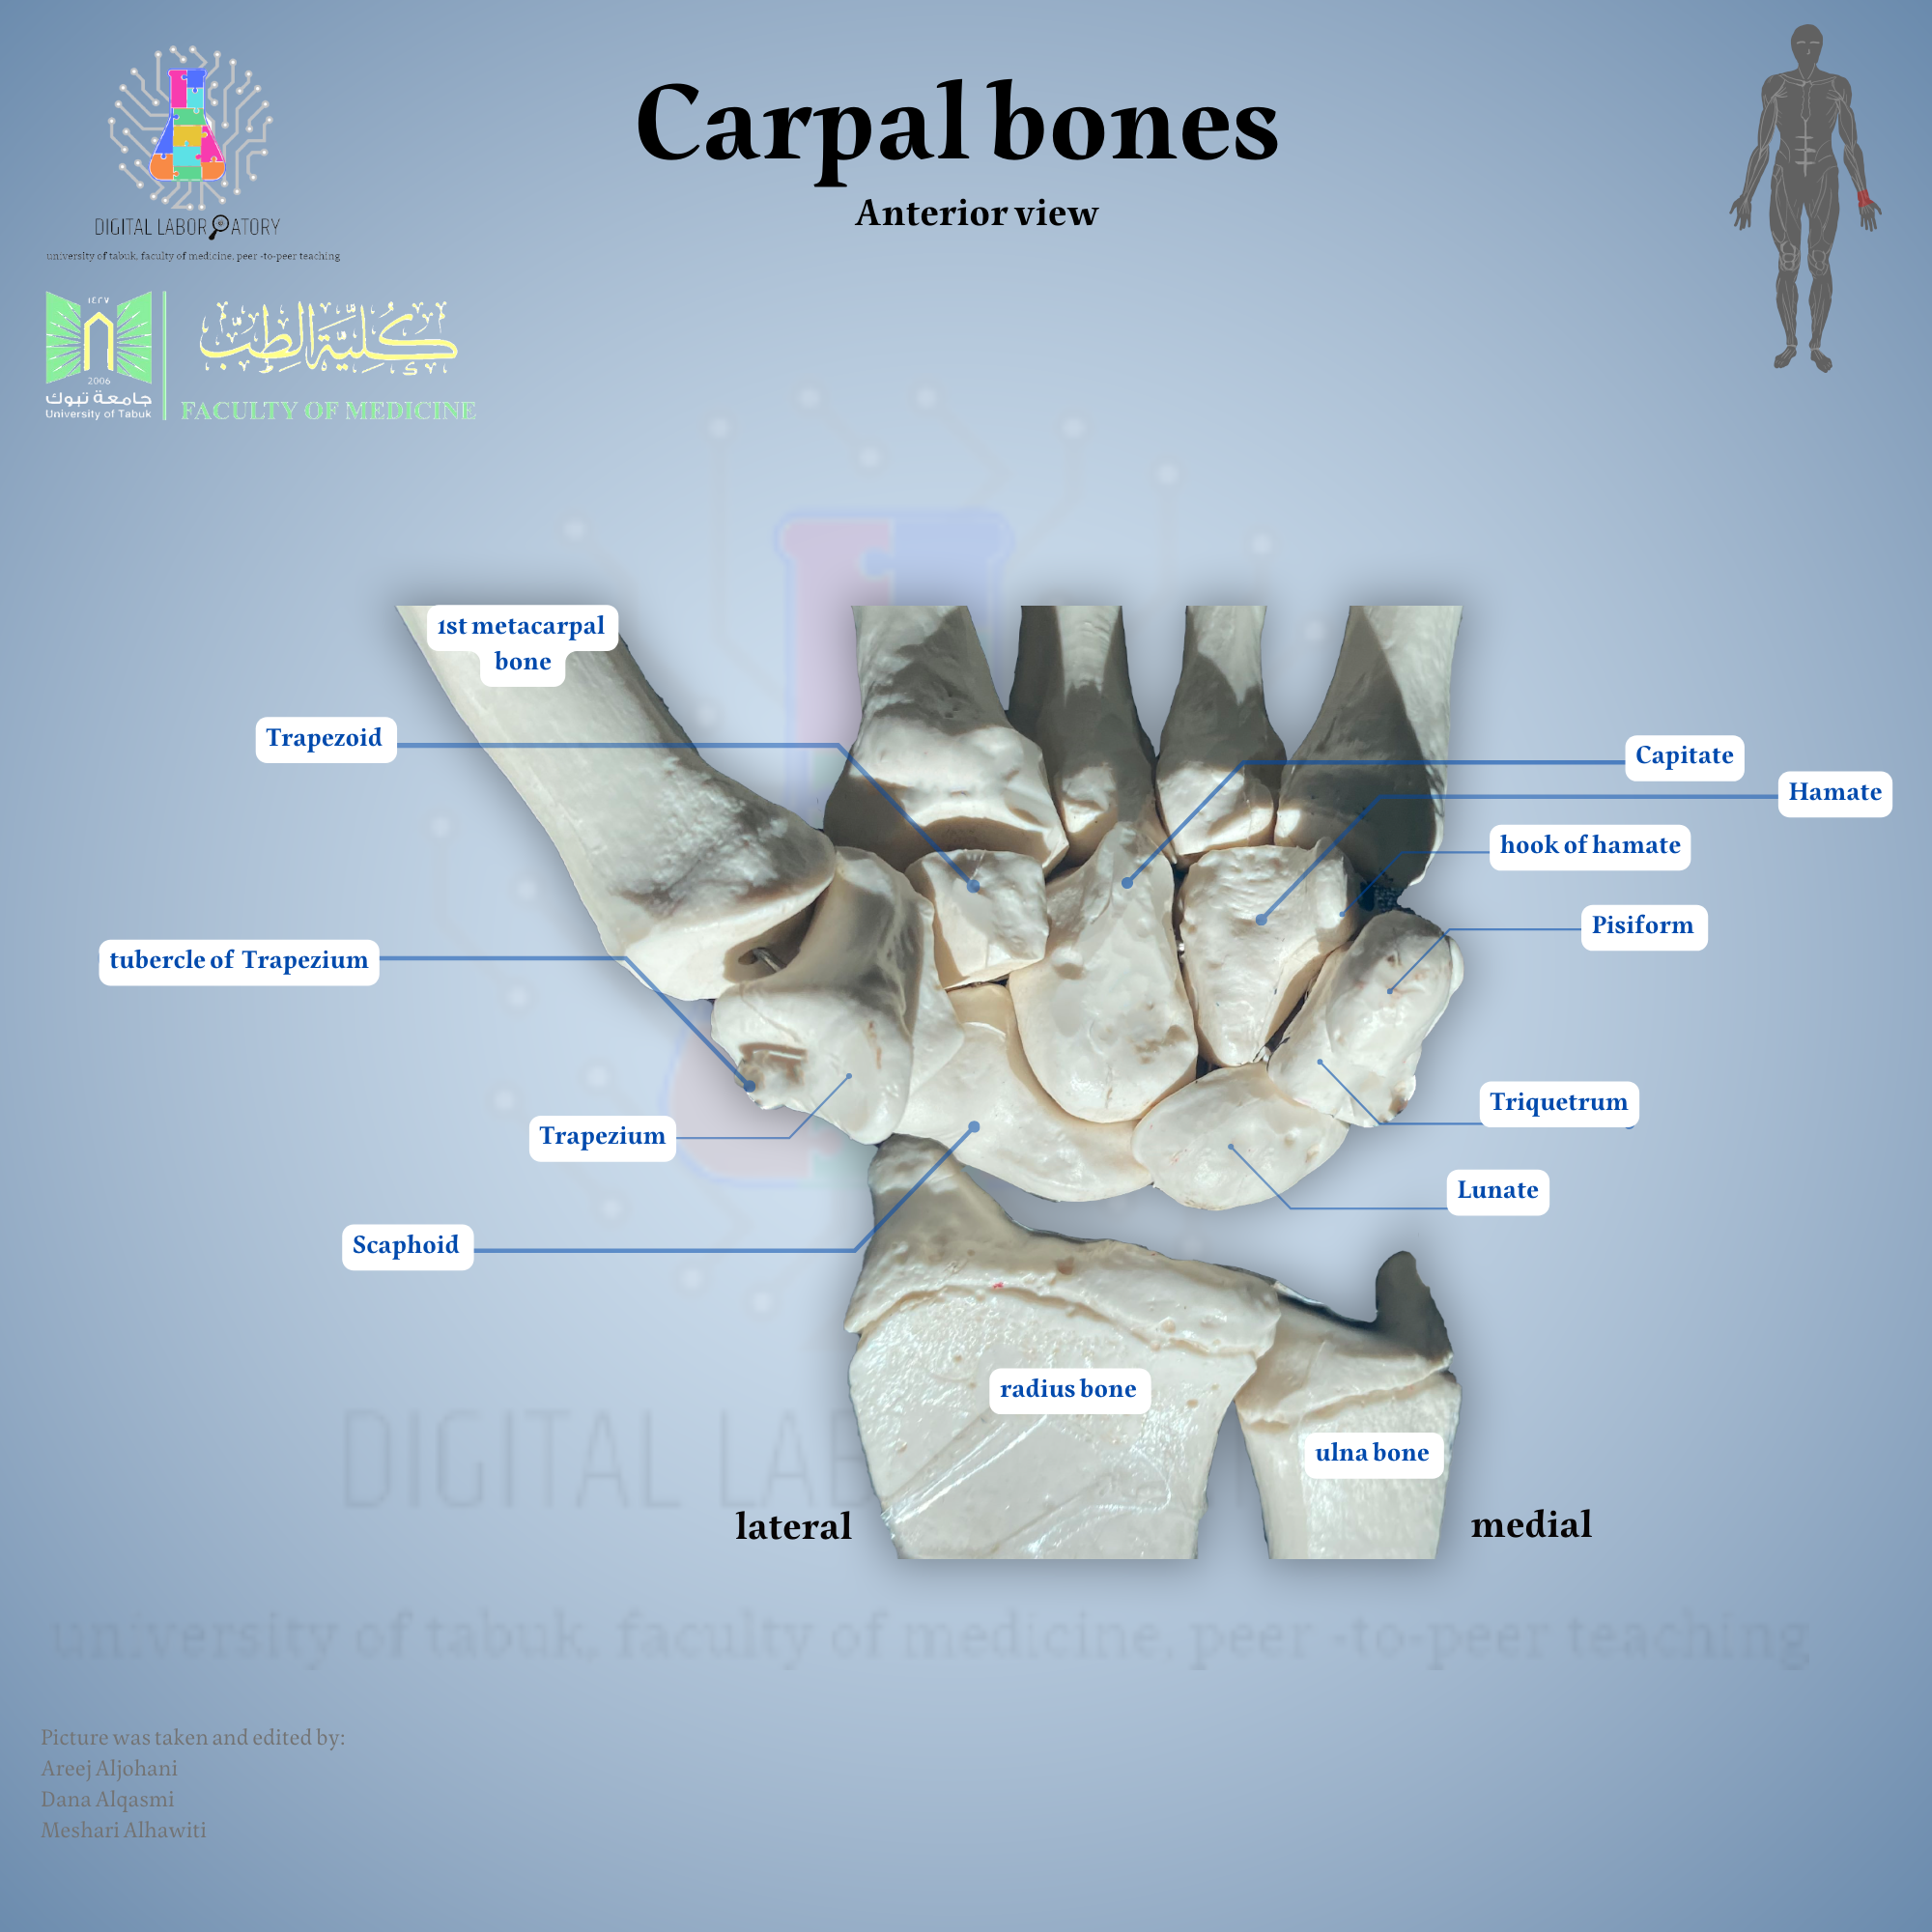 Carpal bones
Anterior view
DIGITAL LABORATORY
university of tabuk, faculty of medicine, peer -to-peer teaching
١٤٢٧
2006
جامعة تبوك
University of Tabuk
كلية الطب
FACULTY OF MEDICINE
1st metacarpal
bone
Trapezoid
Capitate
Hamate
hook of hamate
Pisiform
tubercle of Trapezium
Triquetrum
Trapezium
Lunate
Scaphoid
radius bone
ulna bone
lateral
medial
DIGITAL LAB
university of tabuk, faculty of medicine, peer -to-peer teaching
Picture was taken and edited by:
Areej Aljohani
Dana Alqasmi
Meshari Alhawiti